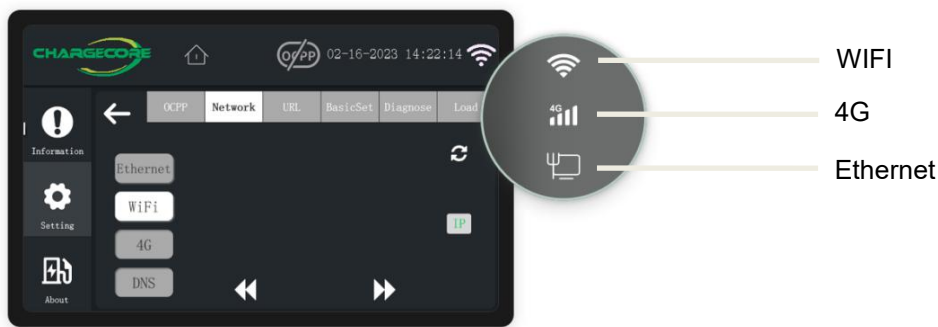 CHARGECORE
OCPP 02-16-2023 14:22:14
OCPP Network URL BasicSet Diagnose Load
Information
Setting
About
Ethernet
WiFi
4G
DNS
IP
WIFI
4G
4G
Ethernet